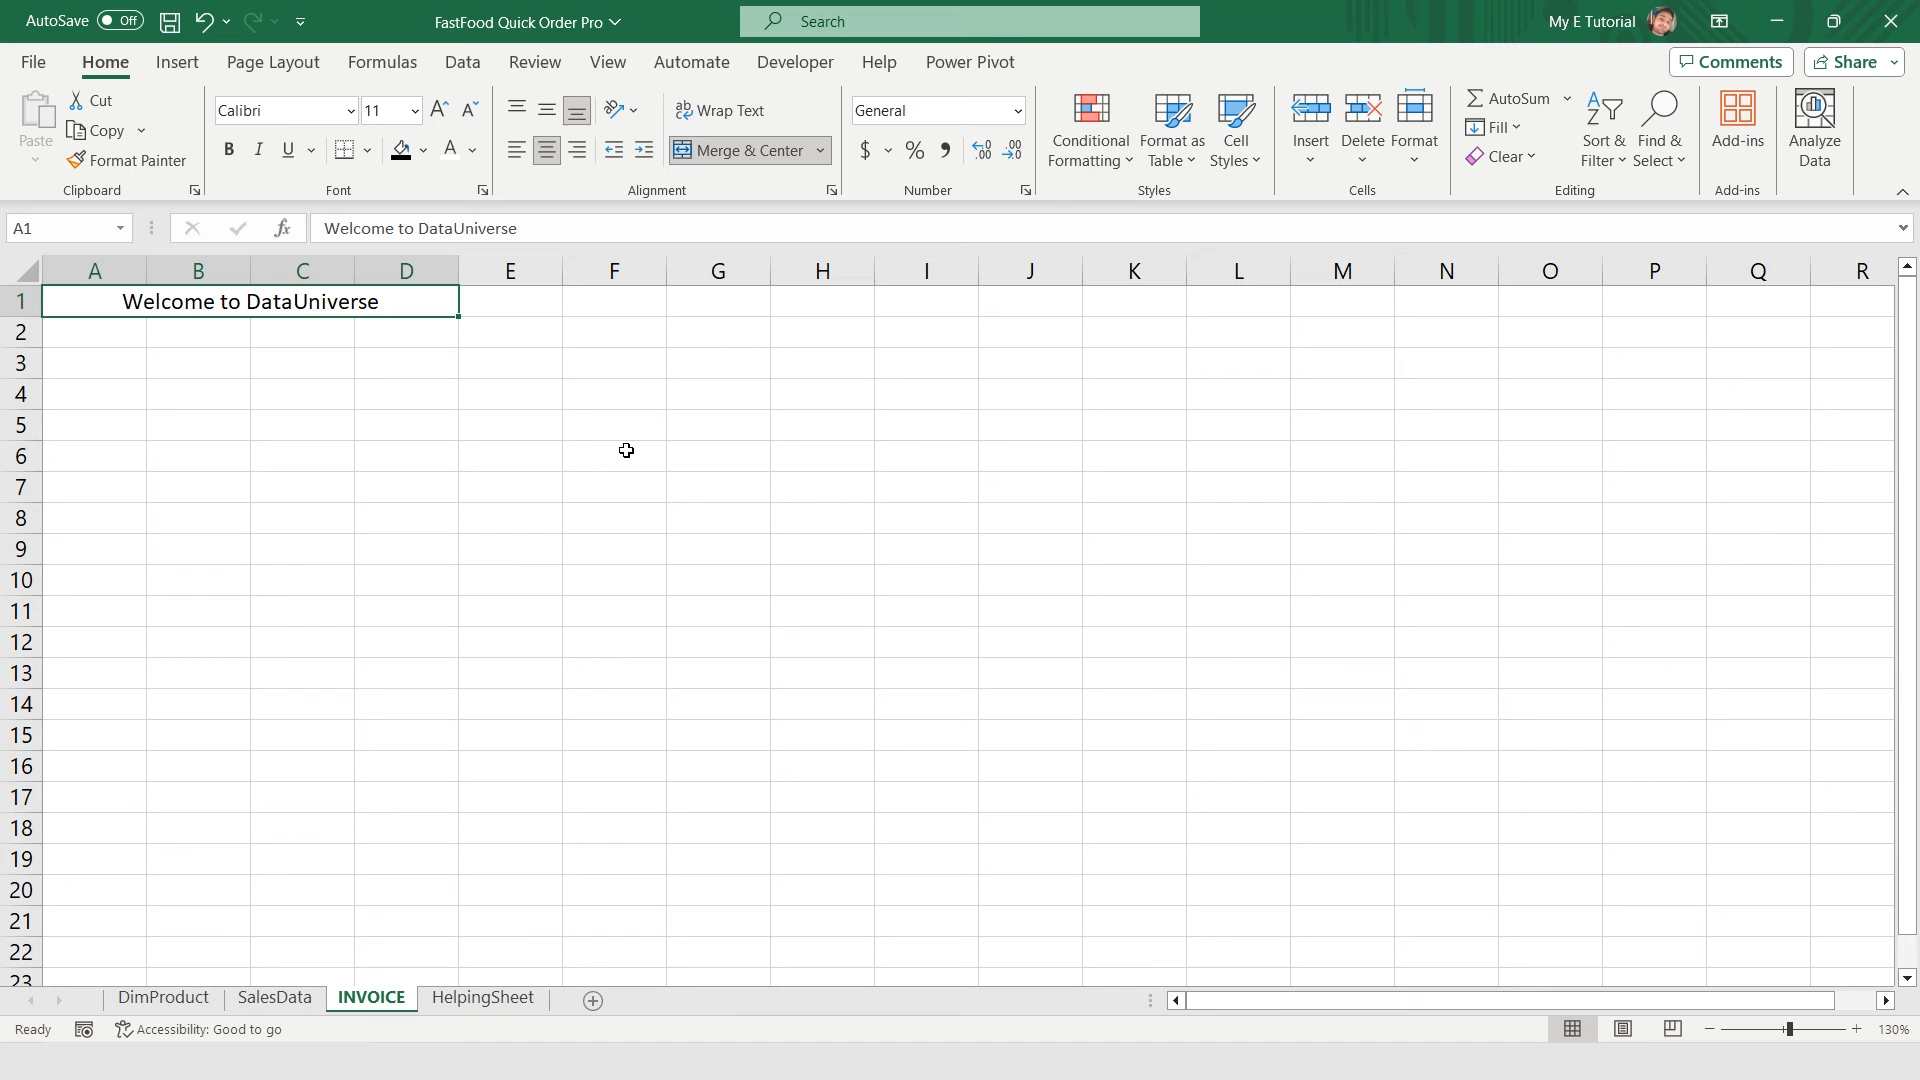 AutoSave Off FastFood Quick Order Pro Search My E Tutorial
File Home Insert Page Layout Formulas Data Review View Automate Developer Help Power Pivot Comments Share
Paste Cut Copy Format Painter
Clipboard
Calibri 11
B I U A
Font
ab Wrap Text
Merge & Center
Alignment
General
$ % ,
Number
Conditional Formatting
Format as Table
Cell Styles
Styles
Insert Delete Format
Cells
AutoSum
Fill
Clear
Sort & Filter
Find & Select
Editing
Add-ins
Add-ins
Analyze Data
A1 fx Welcome to DataUniverse
A B C D E F G H I J K L M N O P Q R
1 Welcome to DataUniverse
2
3
4
5
6
7
8
9
10
11
12
13
14
15
16
17
18
19
20
21
22
23
DimProduct SalesData INVOICE HelpingSheet
Ready Accessibility: Good to go 130%